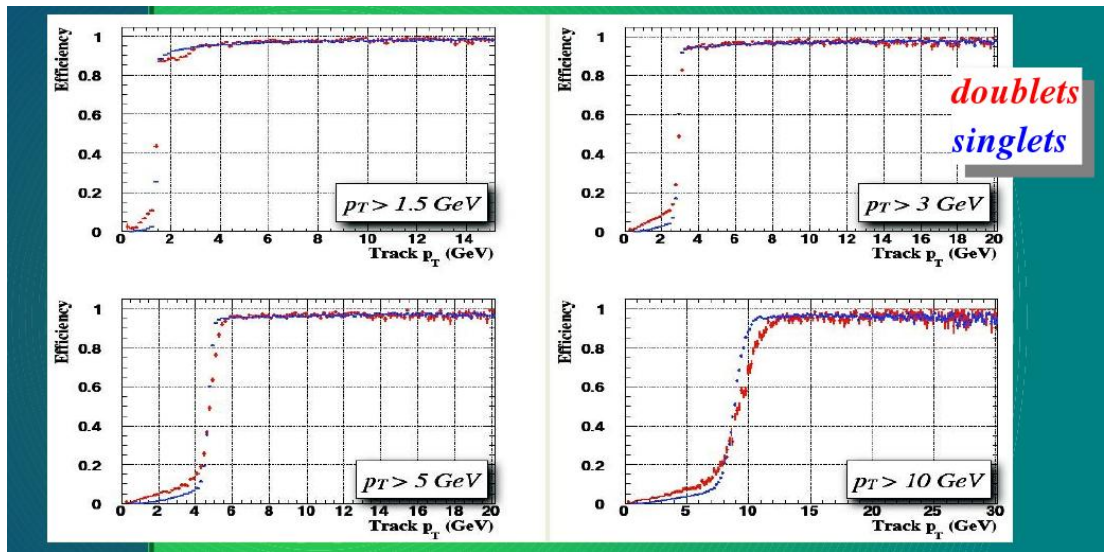 Efficiency
1
0.8
0.6
0.4
0.2
0
p_T > 1.5 GeV
0 2 4 6 8 10 12 14
Track p_T (GeV)
Efficiency
1
0.8
0.6
0.4
0.2
0
p_T > 3 GeV
0 2 4 6 8 10 12 14 16 18 20
Track p_T (GeV)
doublets
singlets
Efficiency
1
0.8
0.6
0.4
0.2
0
p_T > 5 GeV
0 2 4 6 8 10 12 14 16 18 20
Track p_T (GeV)
Efficiency
1
0.8
0.6
0.4
0.2
0
p_T > 10 GeV
0 5 10 15 20 25 30
Track p_T (GeV)